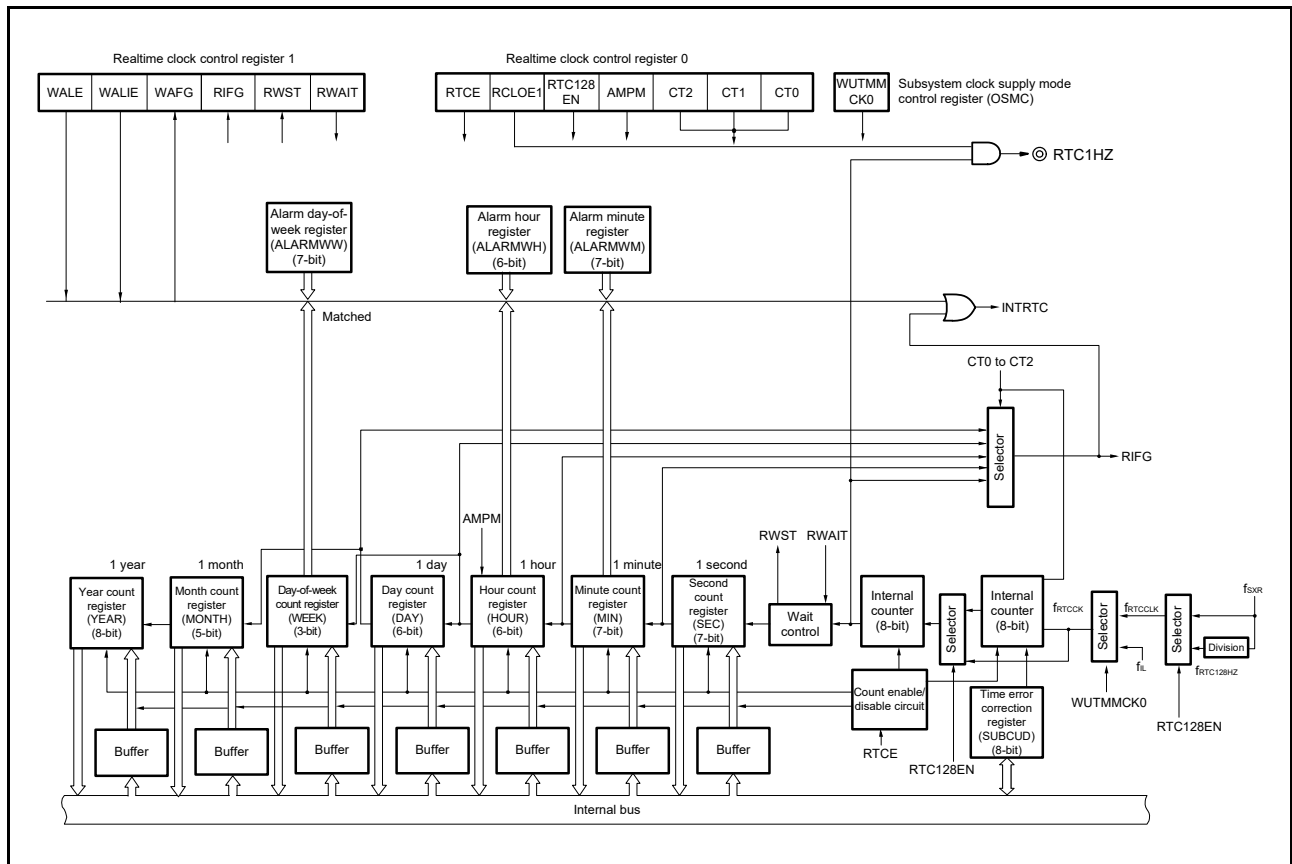 Realtime clock control register 1
WALE WALIE WAFG RIFG RWST RWAIT
Realtime clock control register 0
RTCE RCLOE1 RTC128
EN AMPM CT2 CT1 CT0
WUTMM
CK0
Subsystem clock supply mode
control register (OSMC)
RTC1HZ
Alarm day-of-
week register
(ALARMWW)
(7-bit)
Alarm hour
register
(ALARMWH)
(6-bit)
Alarm minute
register
(ALARMWM)
(7-bit)
Matched
INTRTC
CT0 to CT2
Selector
RIFG
AMPM
RWST
RWAIT
1 year
1 month
1 day
1 hour
1 minute
1 second
Year count
register
(YEAR)
(8-bit)
Month count
register
(MONTH)
(5-bit)
Day-of-week
count register
(WEEK)
(3-bit)
Day count
register
(DAY)
(6-bit)
Hour count
register
(HOUR)
(6-bit)
Minute count
register
(MIN)
(7-bit)
Second
count
register
(SEC)
(7-bit)
Wait
control
Internal
counter
(8-bit)
Selector
Internal
counter
(8-bit)
fRTCCK
Selector
fRTCCLK
fIL
Selector
fSXR
Division
fRTC128HZ
WUTMMCK0
RTC128EN
Count enable/
disable circuit
RTCE
RTC128EN
Time error
correction
register
(SUBCUD)
(8-bit)
Buffer
Buffer
Buffer
Buffer
Buffer
Buffer
Buffer
Internal bus